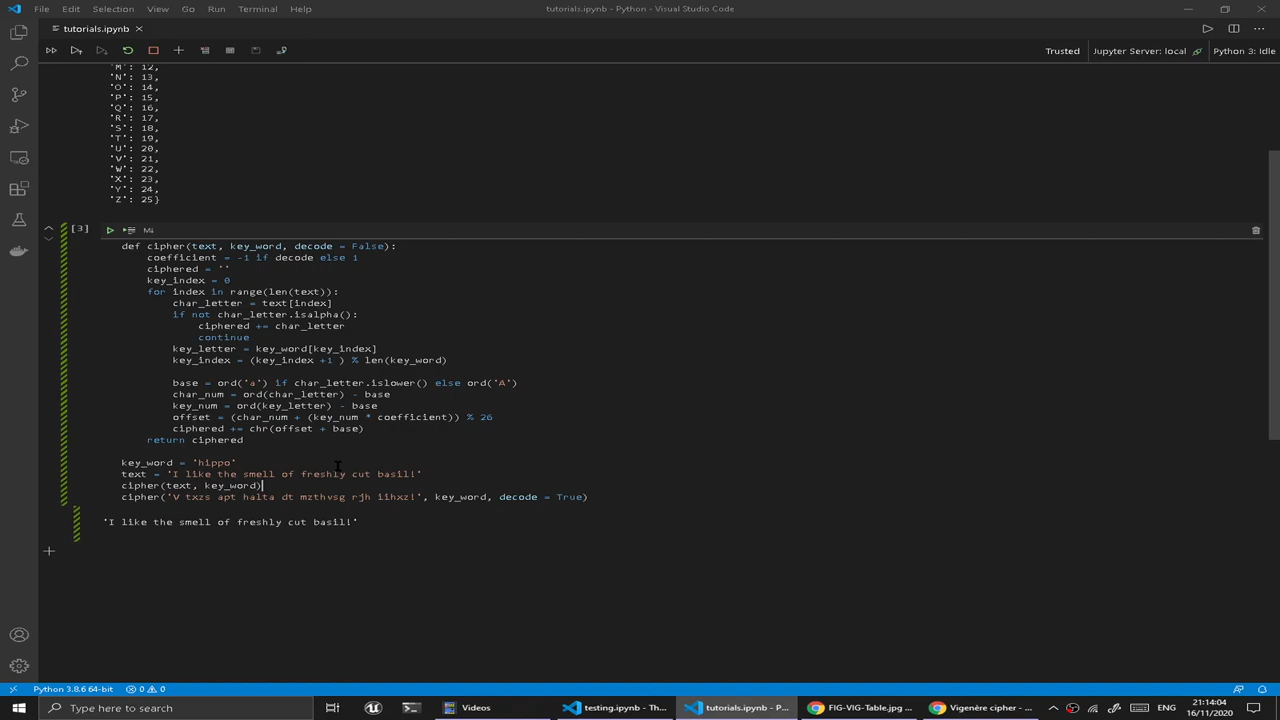 File Edit Selection View Go Run Terminal Help tutorials.ipynb - Python - Visual Studio Code
tutorials.ipynb
Trusted Jupyter Server: local Python 3: Idle
'M': 12,
'N': 13,
'O': 14,
'P': 15,
'Q': 16,
'R': 17,
'S': 18,
'T': 19,
'U': 20,
'V': 21,
'W': 22,
'X': 23,
'Y': 24,
'Z': 25}
[3] M↓
def cipher(text, key_word, decode = False):
coefficient = -1 if decode else 1
ciphered = ''
key_index = 0
for index in range(len(text)):
char_letter = text[index]
if not char_letter.isalpha():
ciphered += char_letter
continue
key_letter = key_word[key_index]
key_index = (key_index +1 ) % len(key_word)
base = ord('a') if char_letter.islower() else ord('A')
char_num = ord(char_letter) - base
key_num = ord(key_letter) - base
offset = (char_num + (key_num * coefficient)) % 26
ciphered += chr(offset + base)
return ciphered
key_word = 'hippo'
text = 'I like the smell of freshly cut basil!'
cipher(text, key_word)
cipher('V txzs apt halta dt mzthvsg rjh iihxz!', key_word, decode = True)
'I like the smell of freshly cut basil!'
Python 3.8.6 64-bit 0 0
Type here to search Videos testing.ipynb - Th... tutorials.ipynb - P... FIG-VIG-Table.jpg ... Vigenère cipher - ... ENG 21:14:04 16/11/2020